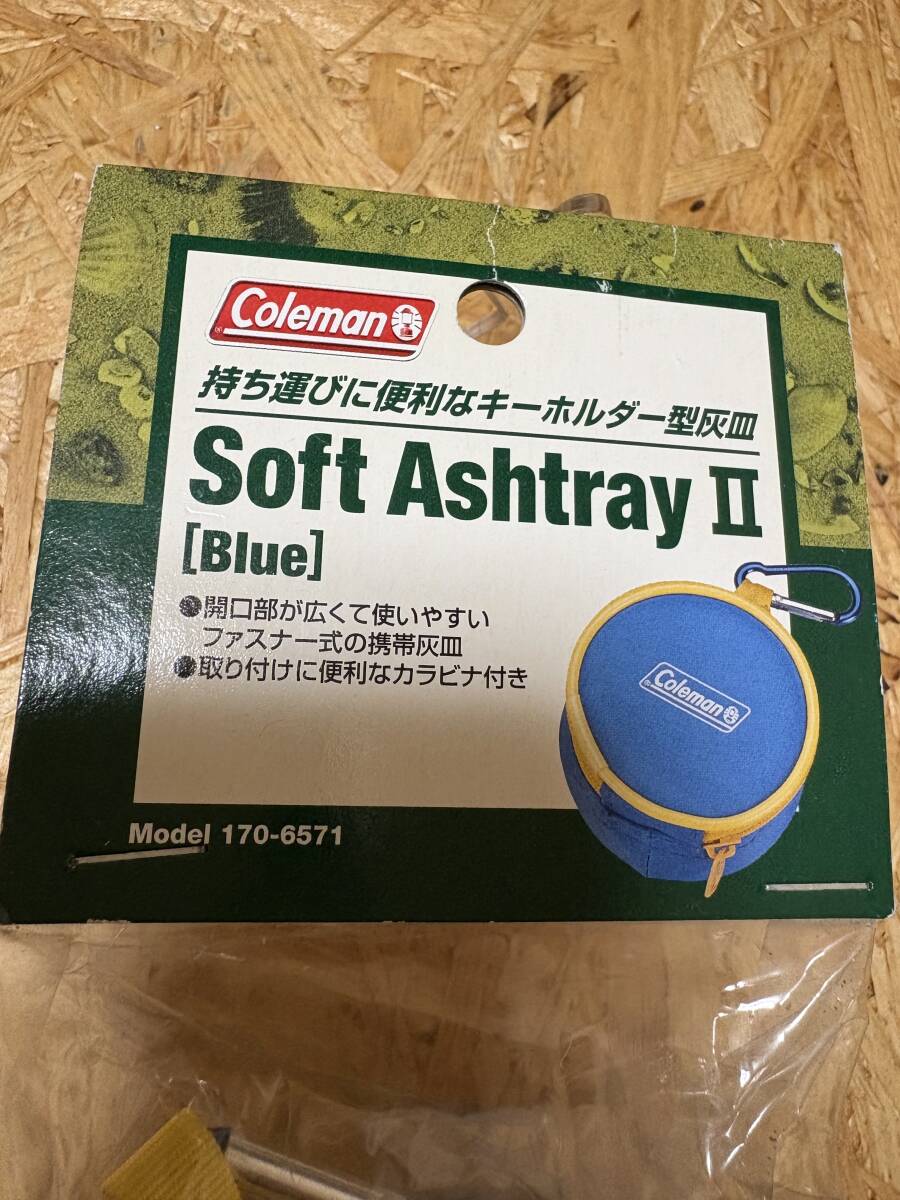 Coleman
持ち運びに便利なキーホルダー型灰皿
Soft Ashtray II
[Blue]
●開口部が広くて使いやすい
ファスナー式の携帯灰皿
●取り付けに便利なカラビナ付き
Coleman
Model 170-6571